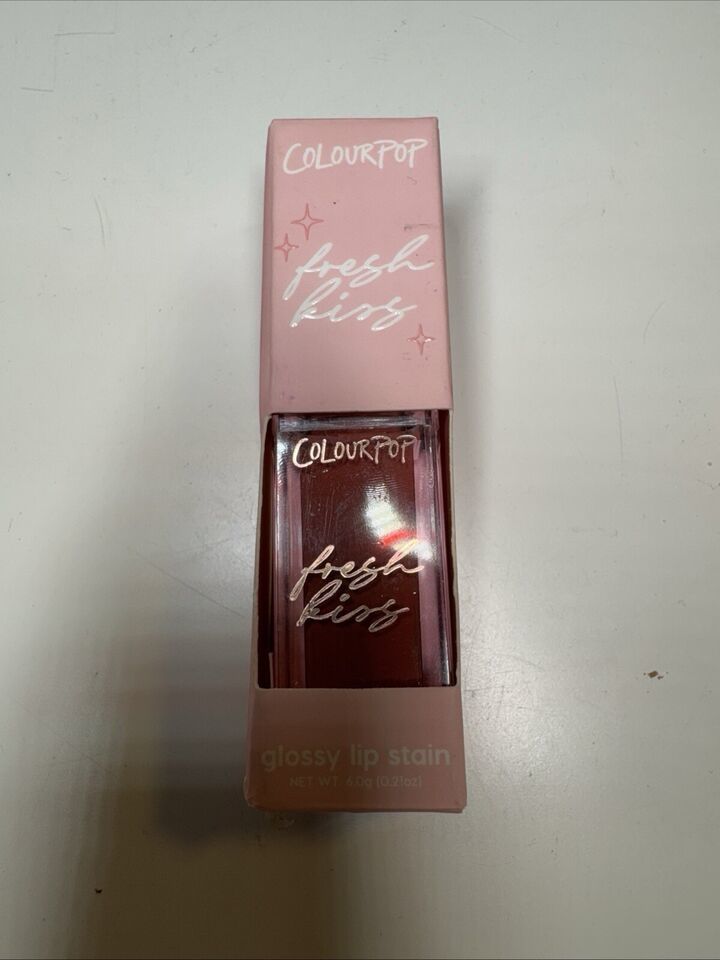 COLOURPOP
fresh
kiss
COLOURPOP
fresh
kiss
glossy lip stain
NET WT. 6.0g (0.21oz)